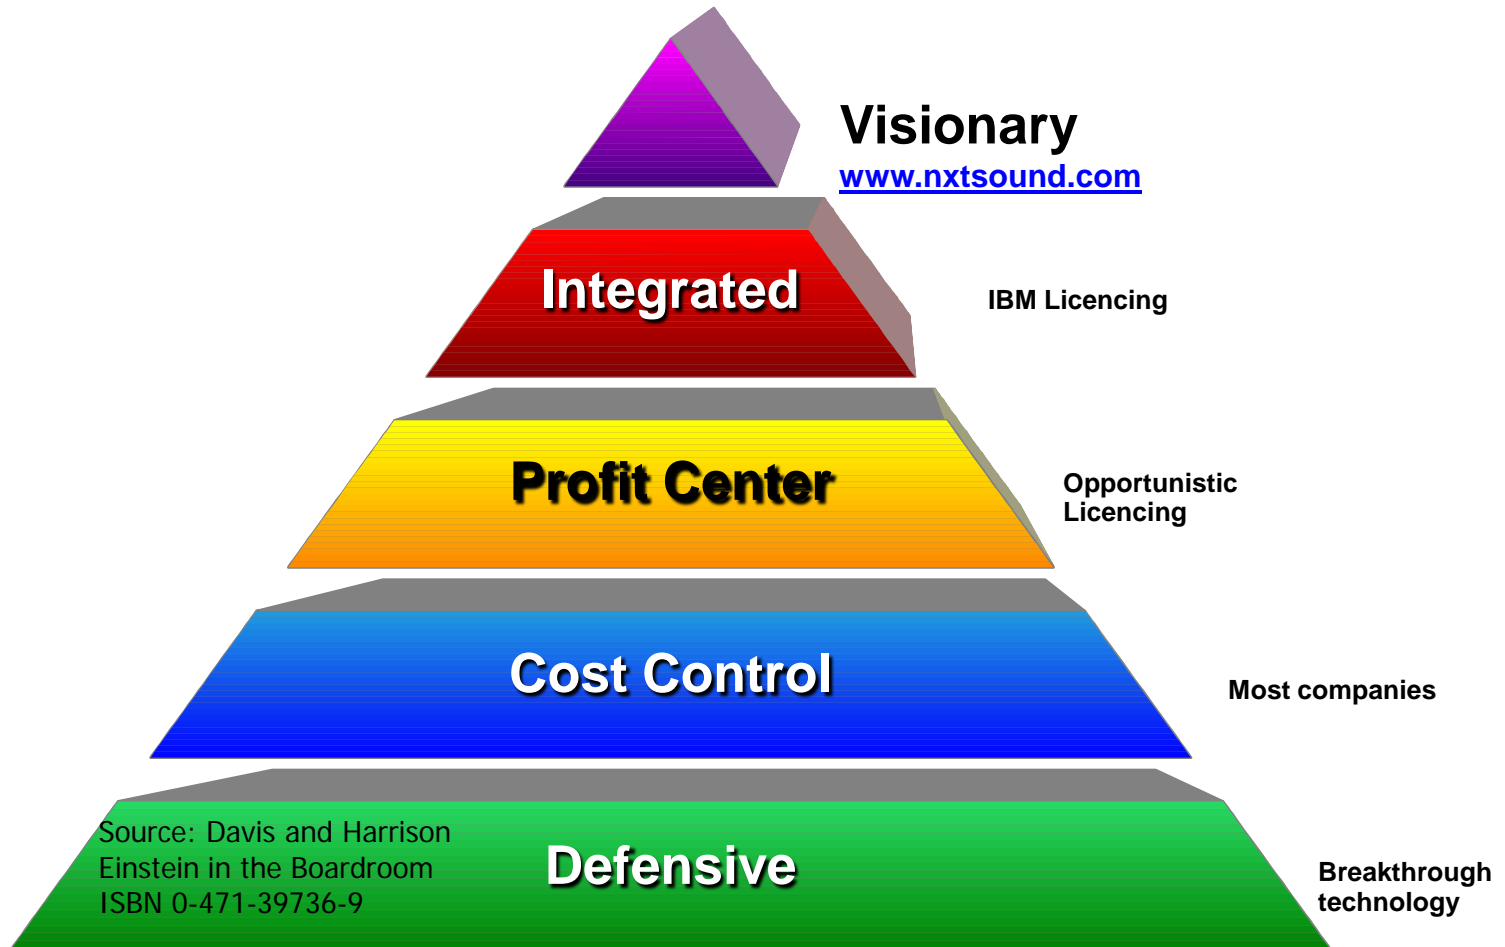 Visionary
www.nxtsound.com
Integrated
IBM Licencing
Profit Center
Opportunistic
Licencing
Cost Control
Most companies
Source: Davis and Harrison
Einstein in the Boardroom
ISBN 0-471-39736-9
Defensive
Breakthrough
technology